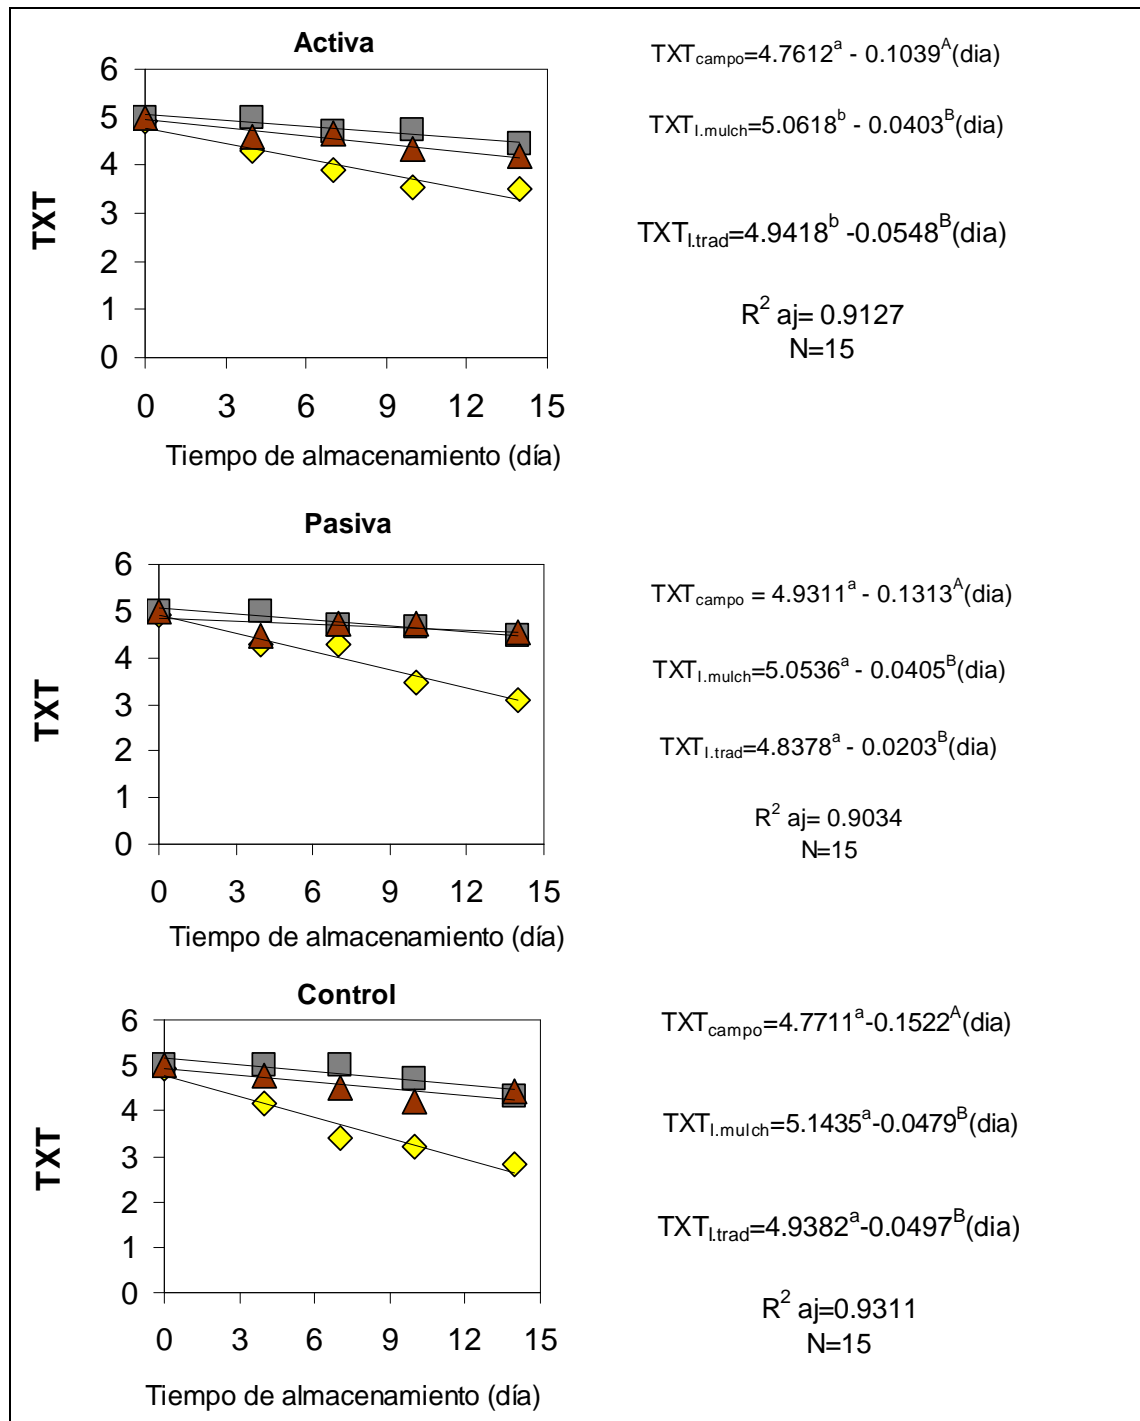 Activa
6
5
4
3
2
1
0
TXT
0 3 6 9 12 15
Tiempo de almacenamiento (día)
TXTcampo=4.7612a - 0.1039A(dia)
TXTI.mulch=5.0618b - 0.0403B(dia)
TXTI.trad=4.9418b -0.0548B(dia)
R2 aj= 0.9127
N=15
Pasiva
6
5
4
3
2
1
0
TXT
0 3 6 9 12 15
Tiempo de almacenamiento (día)
TXTcampo = 4.9311a - 0.1313A(dia)
TXTI.mulch=5.0536a - 0.0405B(dia)
TXTI.trad=4.8378a - 0.0203B(dia)
R2 aj= 0.9034
N=15
Control
6
5
4
3
2
1
0
TXT
0 3 6 9 12 15
Tiempo de almacenamiento (día)
TXTcampo=4.7711a-0.1522A(dia)
TXTI.mulch=5.1435a-0.0479B(dia)
TXTI.trad=4.9382a-0.0497B(dia)
R2 aj=0.9311
N=15